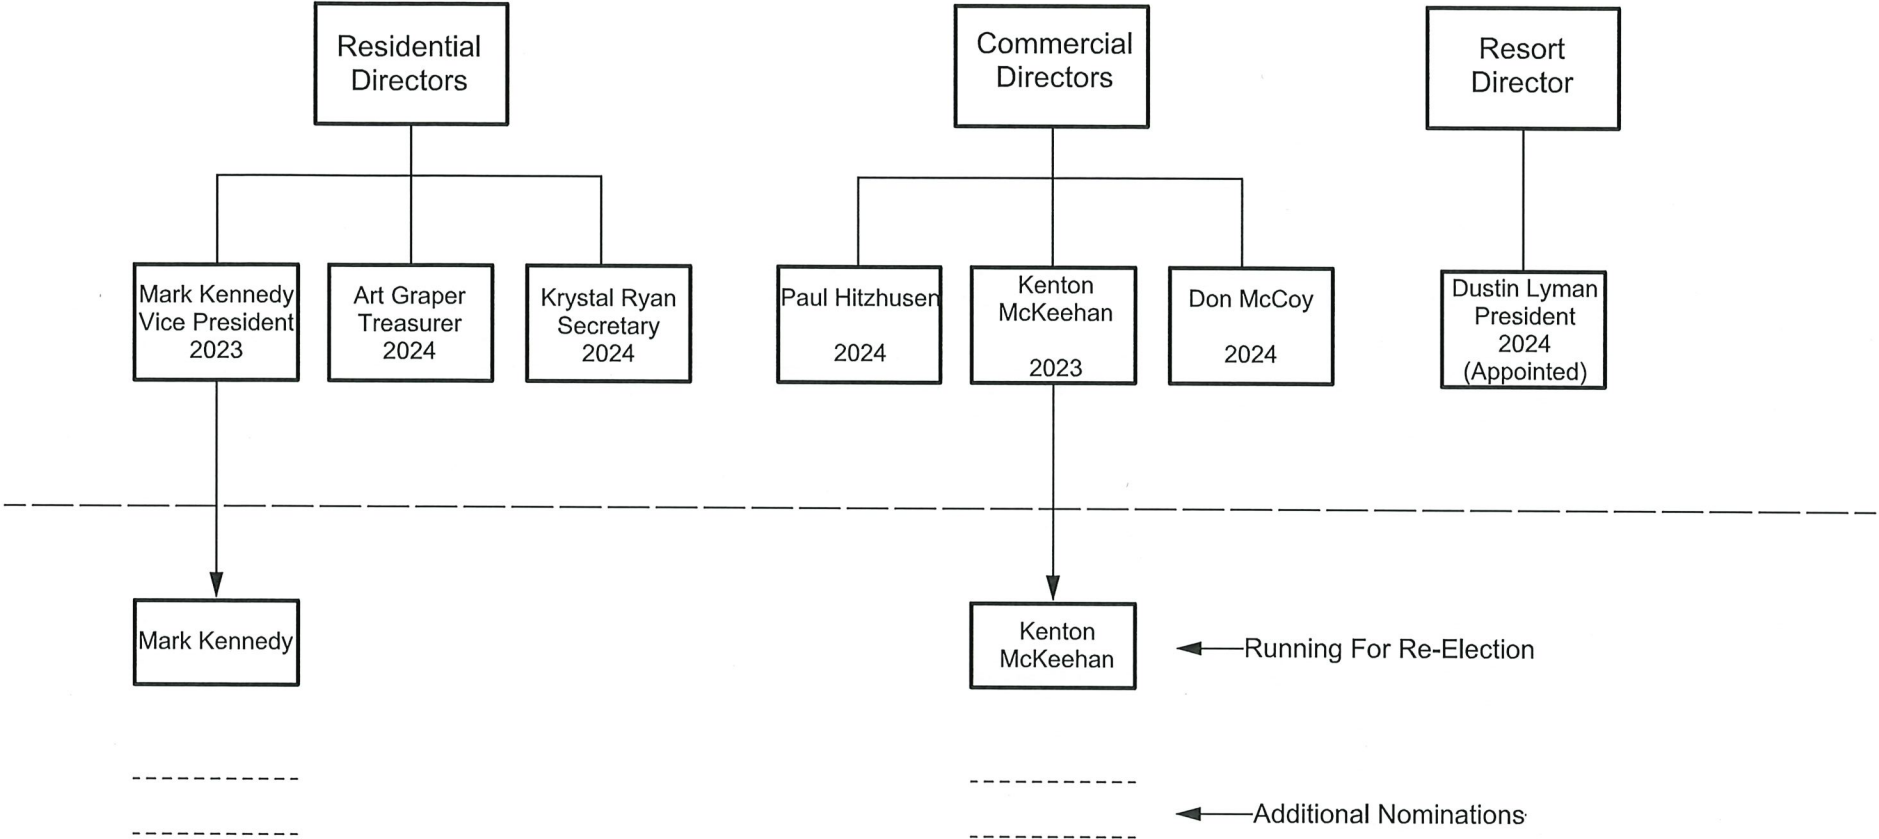 Residential
Directors
Commercial
Directors
Resort
Director
Mark Kennedy
Vice President
2023
Art Graper
Treasurer
2024
Krystal Ryan
Secretary
2024
Paul Hitzhusen
2024
Kenton
McKeehan
2023
Don McCoy
2024
Dustin Lyman
President
2024
(Appointed)
Mark Kennedy
Kenton
McKeehan
Running For Re-Election
Additional Nominations